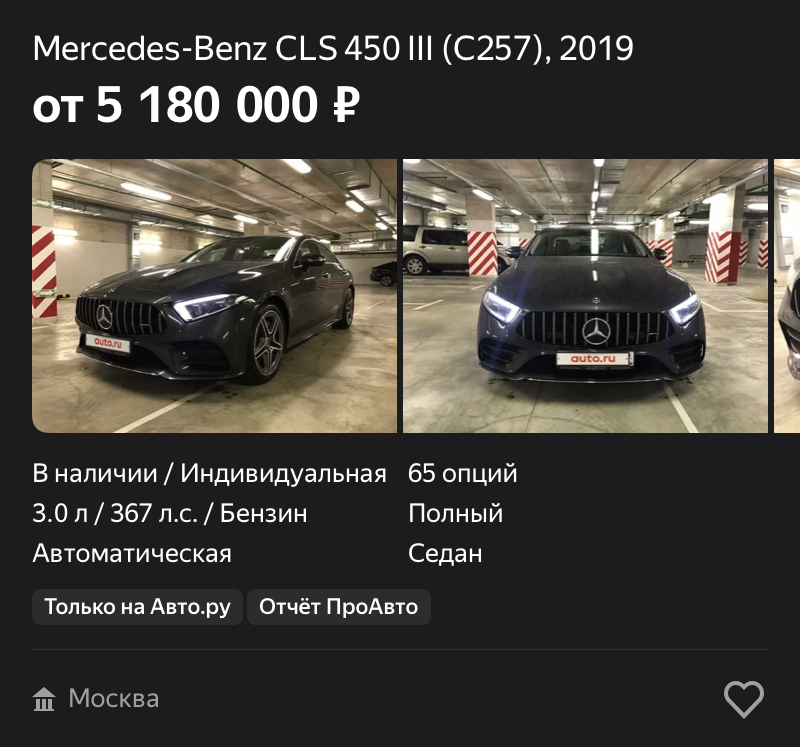 Mercedes-Benz CLS 450 III (C257), 2019
от 5 180 000 ₽
auto.ru
auto.ru
В наличии / Индивидуальная
65 опций
3.0 л / 367 л.с. / Бензин
Полный
Автоматическая
Седан
Только на Авто.ру
Отчёт ПроАвто
Москва